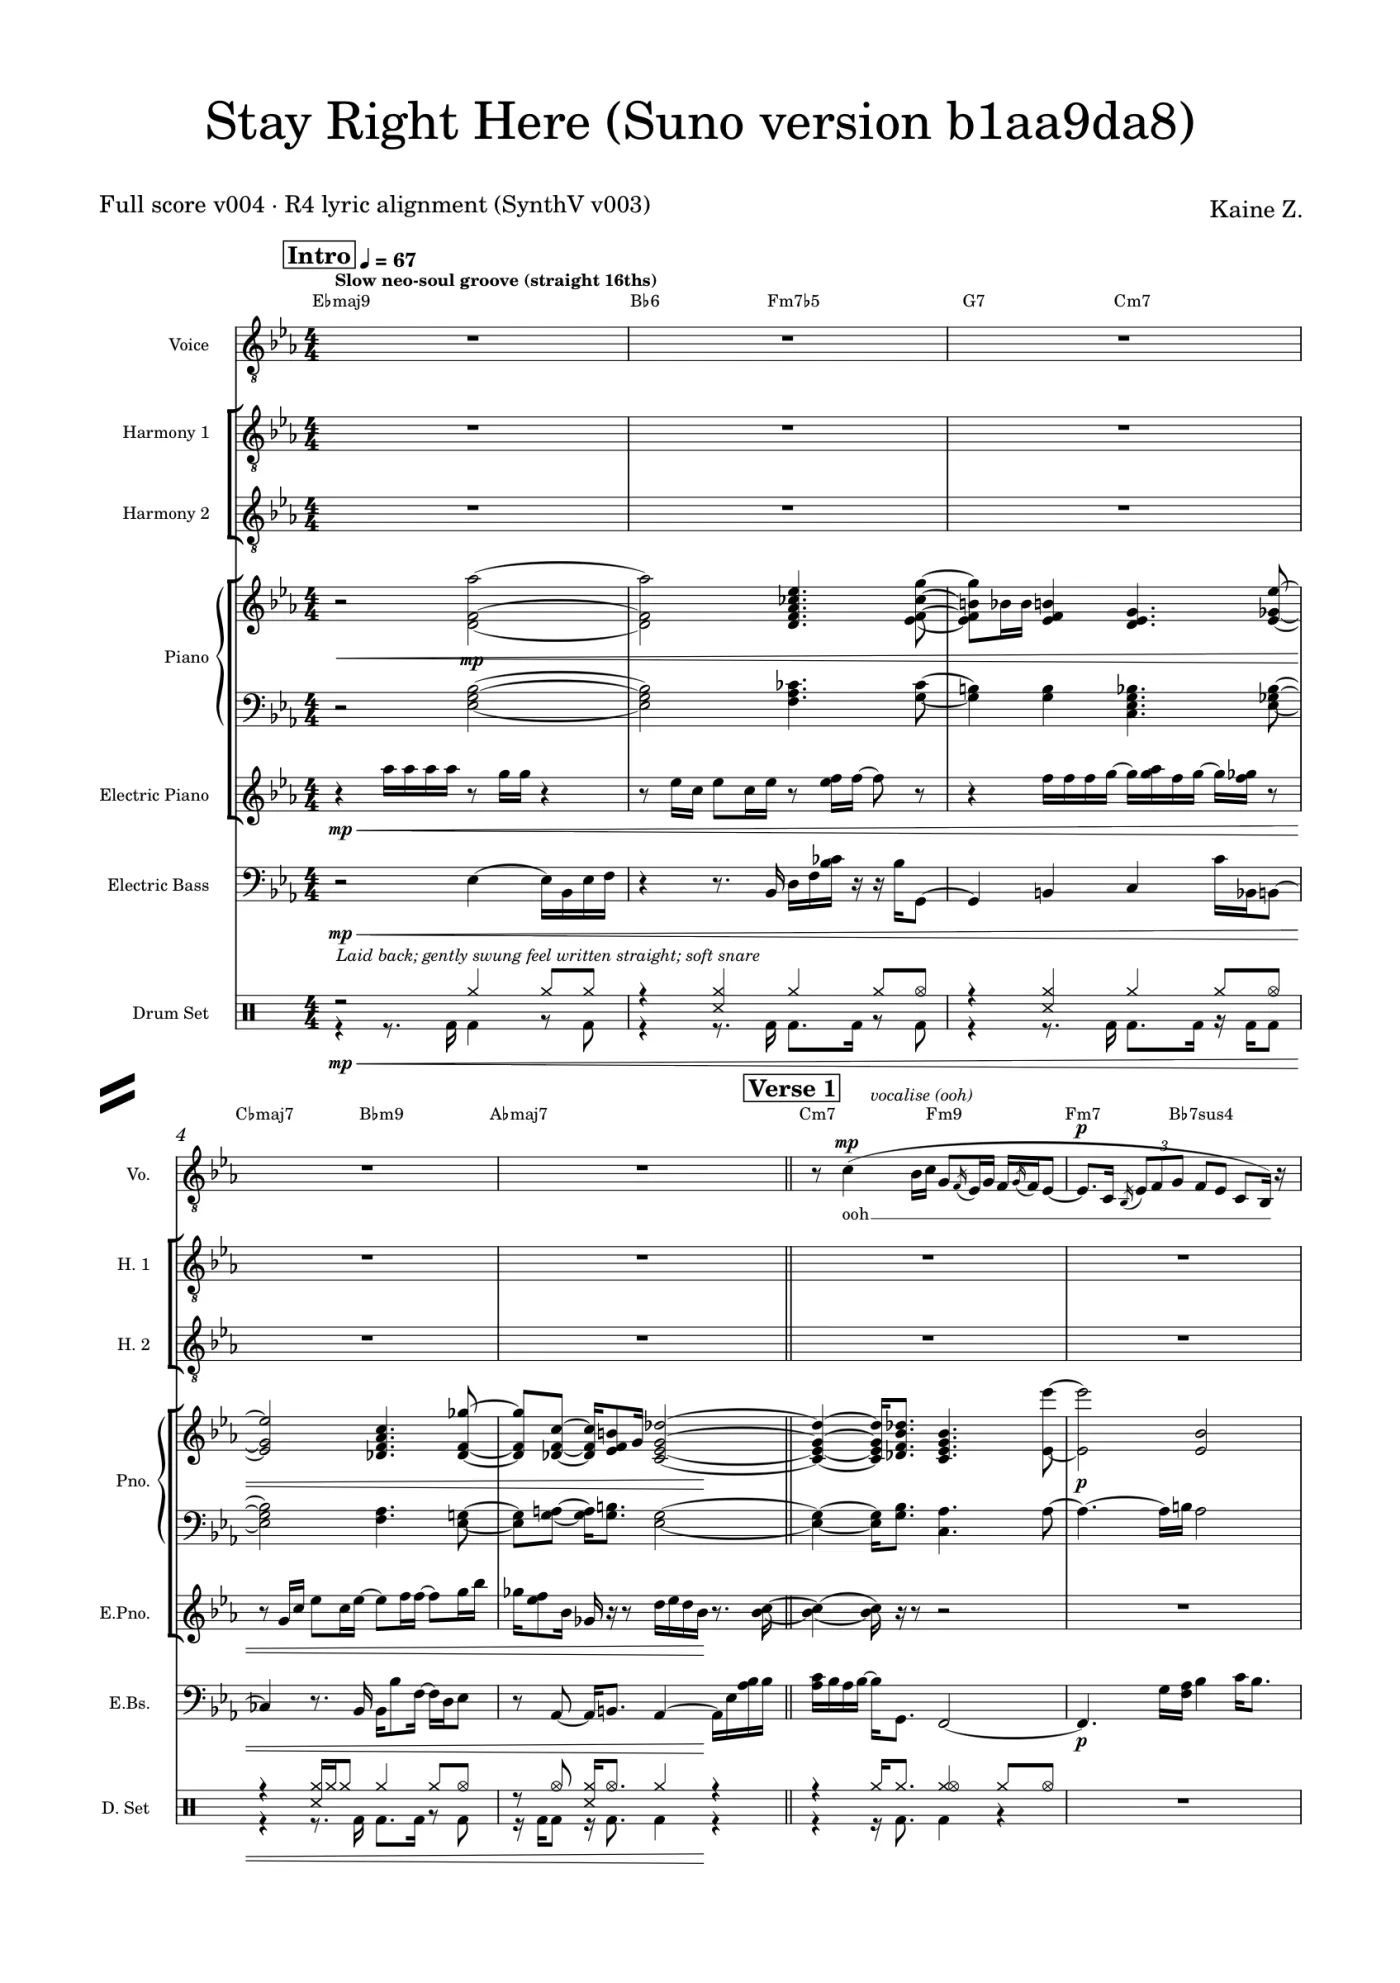 Stay Right Here (Suno version b1aa9da8)
Full score v004 · R4 lyric alignment (SynthV v003)
Kaine Z.
Intro ♩ = 67
Slow neo-soul groove (straight 16ths)
E♭maj9 B♭6 Fm7♭5 G7 Cm7
Voice
Harmony 1
Harmony 2
Piano
mp
Electric Piano
mp
Electric Bass
mp
Laid back; gently swung feel written straight; soft snare
Drum Set
mp
Verse 1
vocalise (ooh)
C♭maj7 B♭m9 A♭maj7 Cm7 Fm9 Fm7 B♭7sus4
4
mp
p
3
Vo.
ooh
H. 1
H. 2
Pno.
p
E.Pno.
E.Bs.
p
D. Set